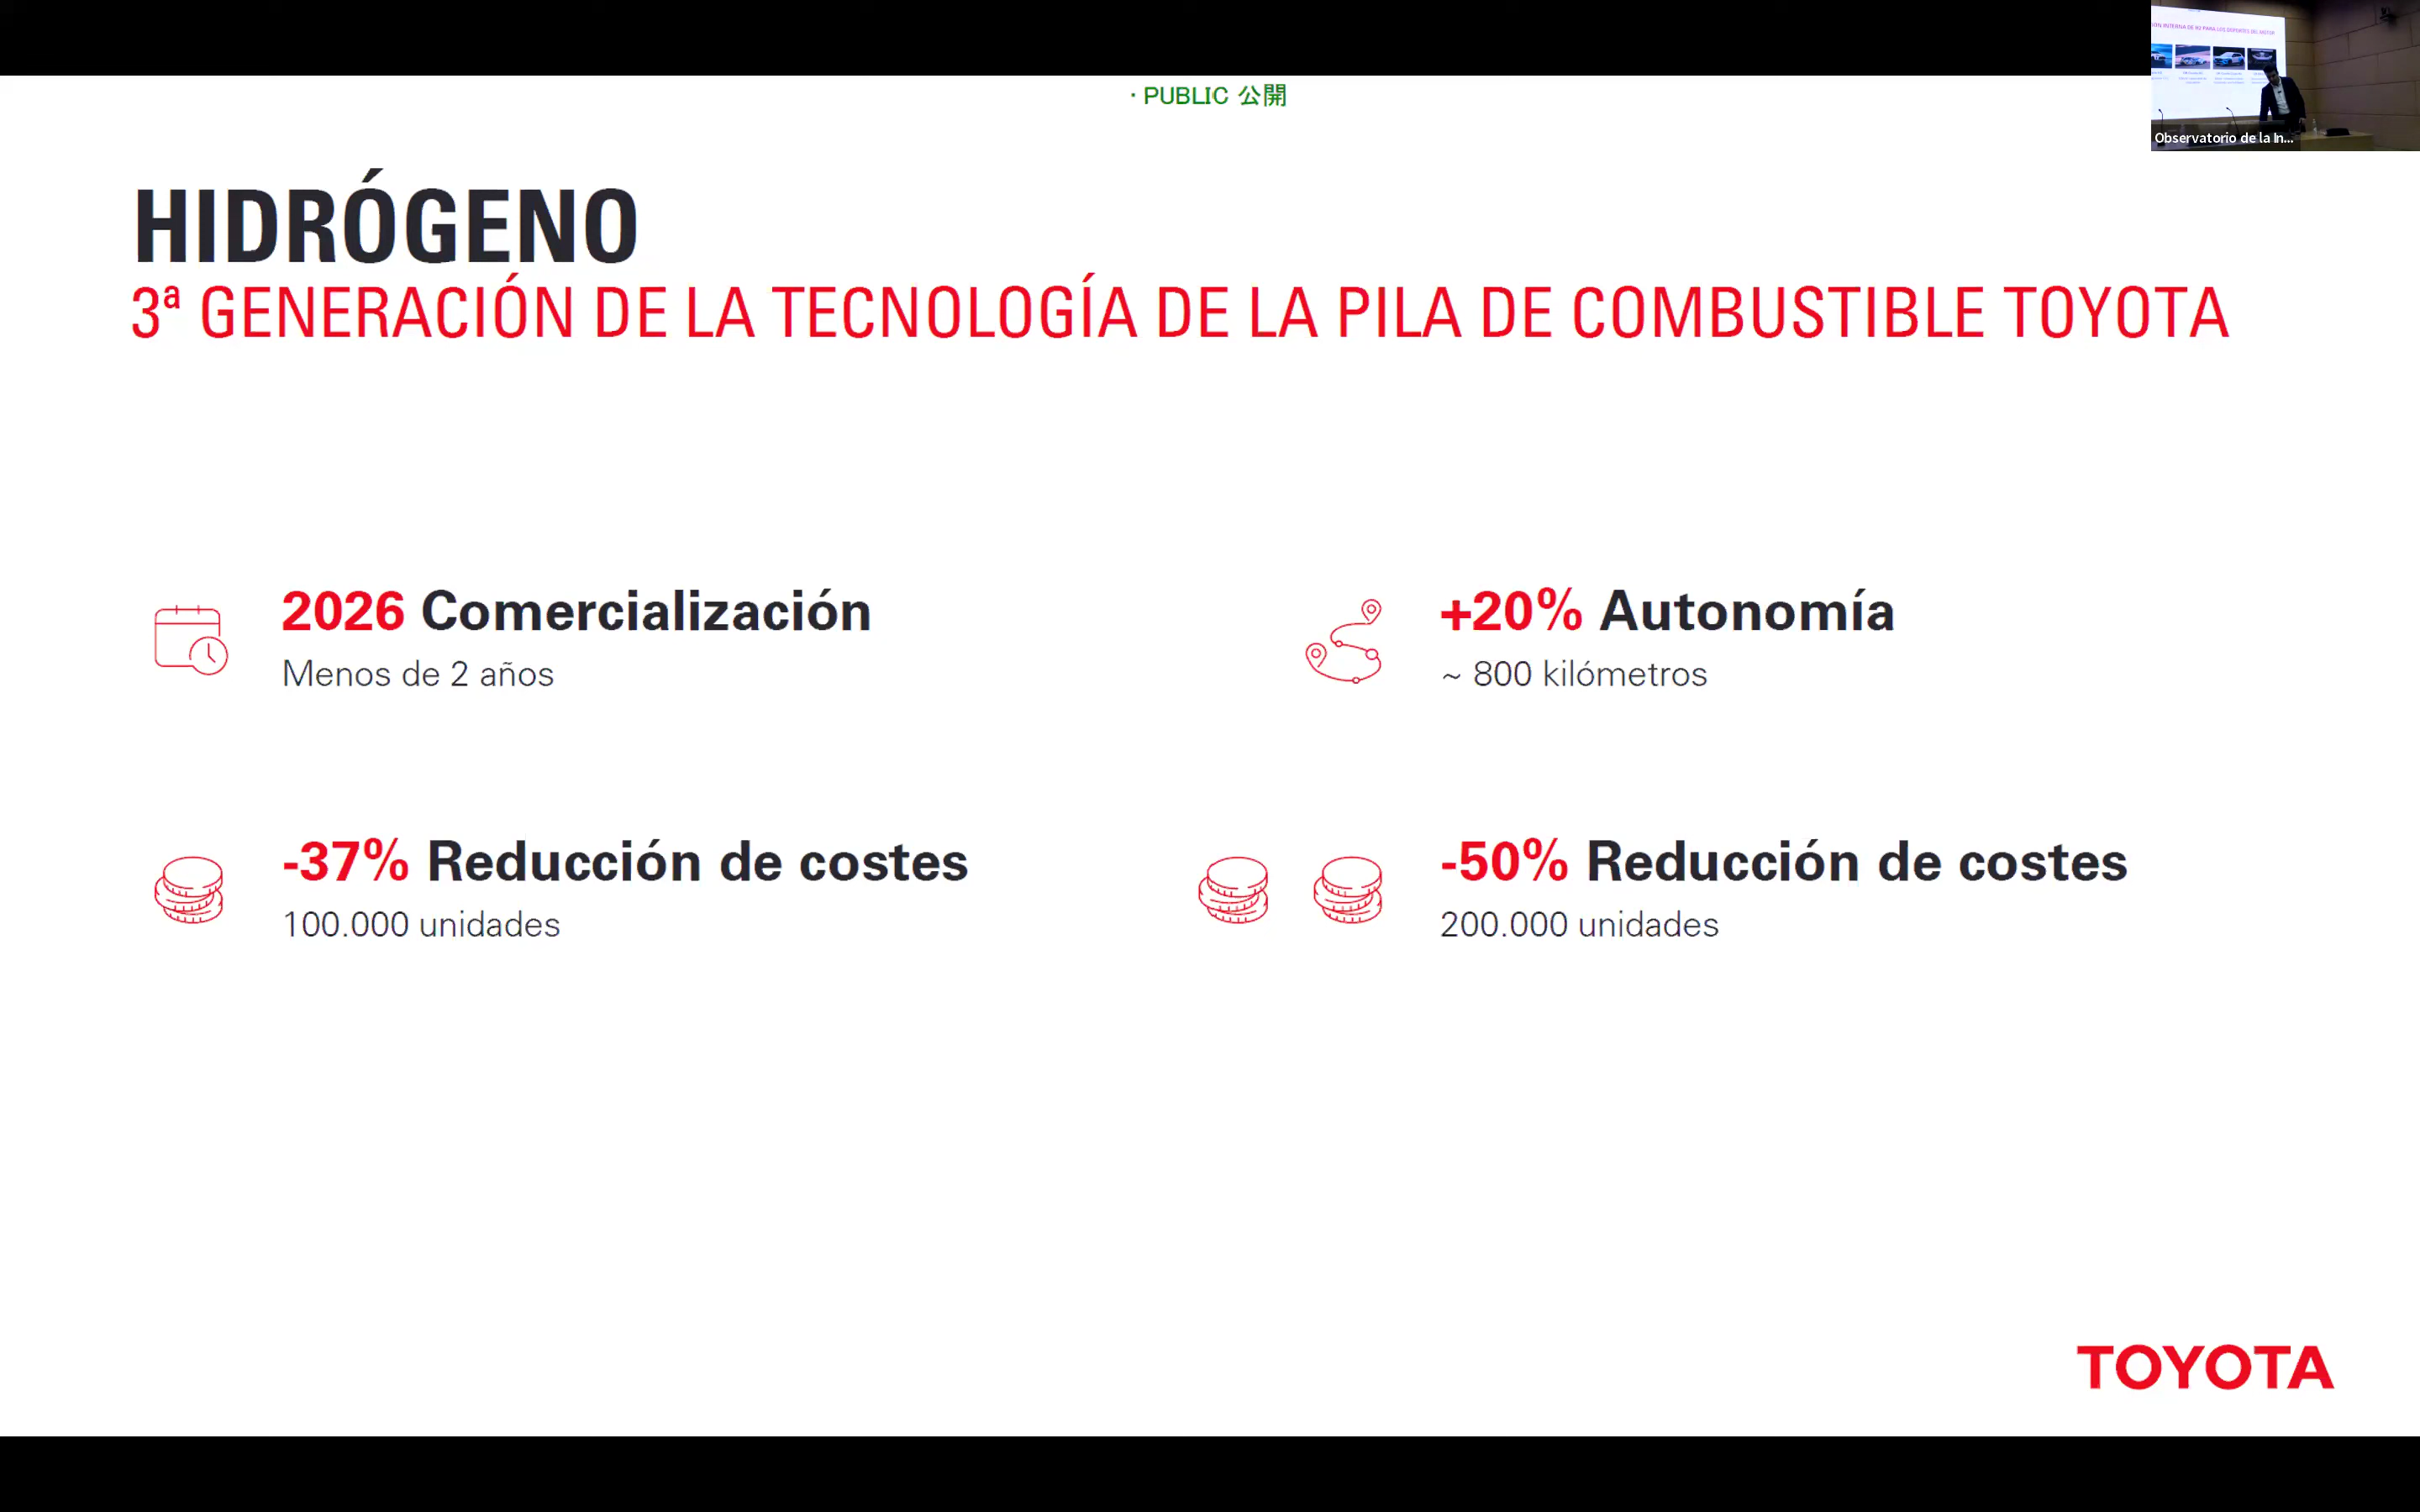 · PUBLIC 公開
Observatorio de la In...
HIDRÓGENO
3ª GENERACIÓN DE LA TECNOLOGÍA DE LA PILA DE COMBUSTIBLE TOYOTA
2026 Comercialización
Menos de 2 años
+20% Autonomía
~ 800 kilómetros
-37% Reducción de costes
100.000 unidades
-50% Reducción de costes
200.000 unidades
TOYOTA